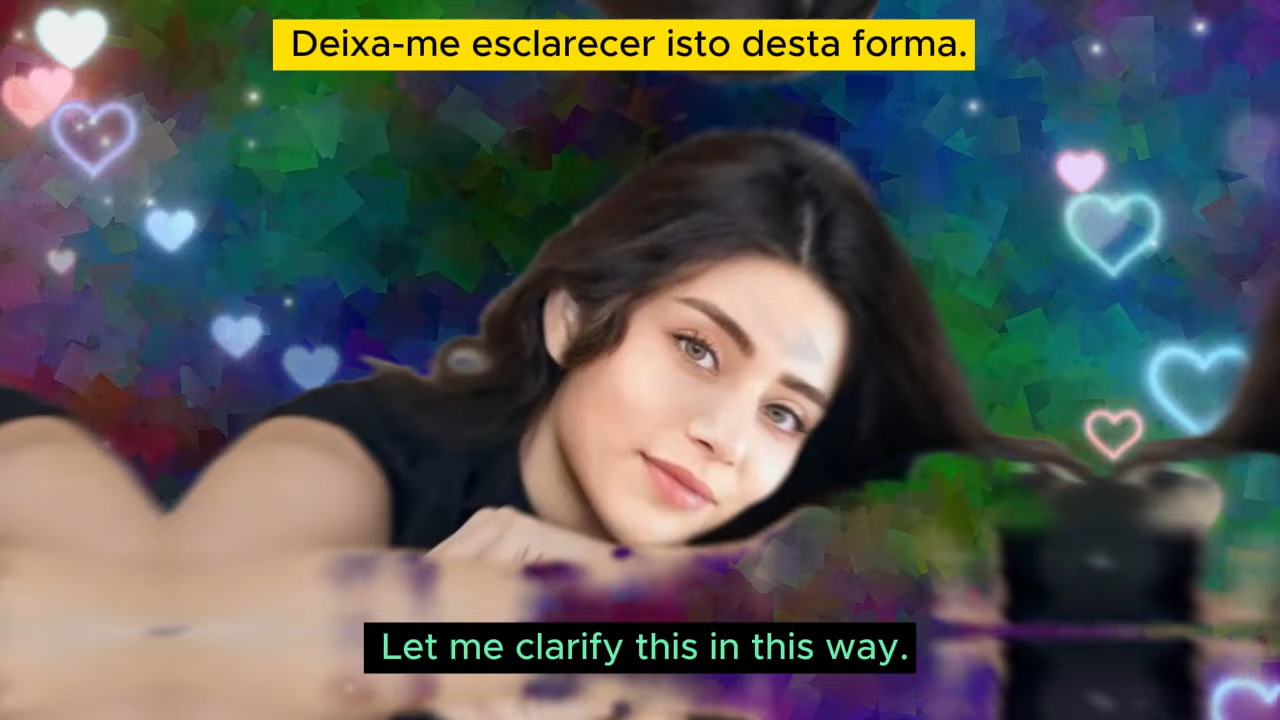 Deixa-me esclarecer isto desta forma.
Let me clarify this in this way.